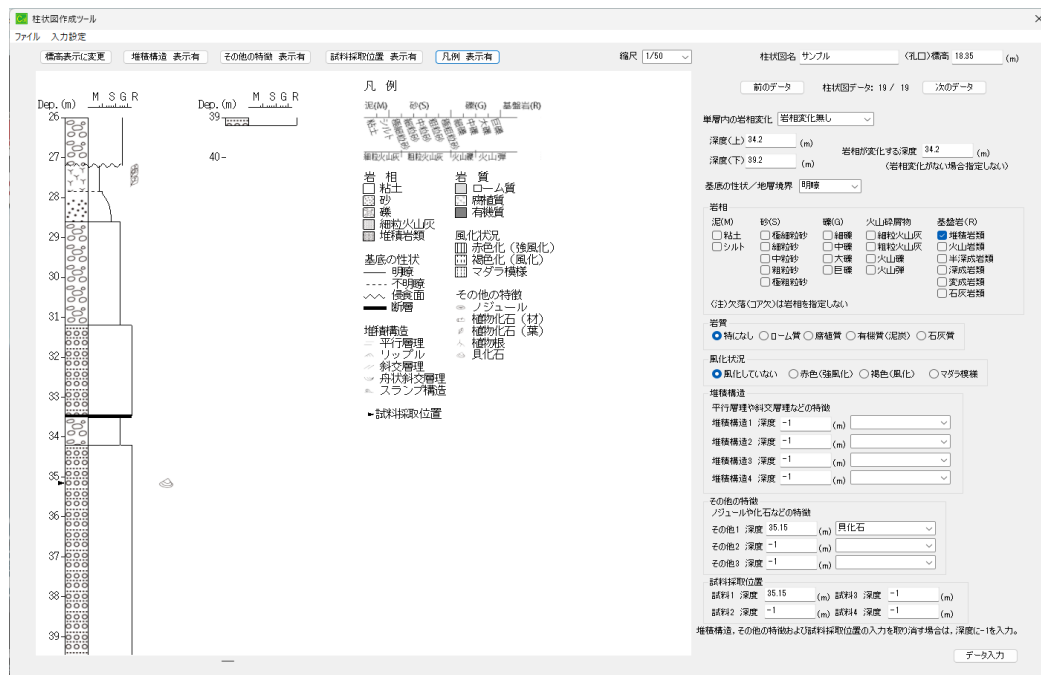 柱状図作成ツール
ファイル 入力設定
標高表示に変更 堆積構造 表示有 その他の特徴 表示有 試料採取位置 表示有 凡例 表示有 縮尺 1/50 柱状図名 サンプル (孔口)標高 18.35 (m)
前のデータ 柱状図データ: 19 / 19 次のデータ
Dep.(m) M S G R
26
27
28
29
30
31
32
33
34
35
36
37
38
39
Dep.(m) M S G R
39
40
凡 例
泥(M) 砂(S) 礫(G) 基盤岩(R)
粘土 シルト 極細粒砂 細粒砂 中粒砂 粗粒砂 極粗粒砂 細礫 中礫 大礫 巨礫
細粒火山灰 粗粒火山灰 火山礫 火山弾
岩 相
粘土
砂
礫
細粒火山灰
堆積岩類
基底の性状
明瞭
不明瞭
侵食面
断層
堆積構造
平行層理
リップル
斜交層理
舟状斜交層理
スランプ構造
►試料採取位置
岩 質
ローム質
腐植質
有機質
風化状況
赤色化(強風化)
褐色化(風化)
マダラ模様
その他の特徴
ノジュール
植物化石(材)
植物化石(葉)
植物根
貝化石
単層内の岩相変化 岩相変化無し
深度(上) 34.2 (m)
深度(下) 39.2 (m)
岩相が変化する深度 34.2 (m)
(岩相変化がない場合指定しない)
基底の性状/地層境界 明瞭
岩相
泥(M) 砂(S) 礫(G) 火山砕屑物 基盤岩(R)
粘土 極細粒砂 細礫 細粒火山灰 堆積岩類
シルト 細粒砂 中礫 粗粒火山灰 火山岩類
中粒砂 大礫 火山礫 半深成岩類
粗粒砂 巨礫 火山弾 深成岩類
極粗粒砂 変成岩類
石灰岩類
(注)欠落(コア欠)は岩相を指定しない
岩質
特になし ローム質 腐植質 有機質(泥炭) 石灰質
風化状況
風化していない 赤色(強風化) 褐色(風化) マダラ模様
堆積構造
平行層理や斜交層理などの特徴
堆積構造1 深度 -1 (m)
堆積構造2 深度 -1 (m)
堆積構造3 深度 -1 (m)
堆積構造4 深度 -1 (m)
その他の特徴
ノジュールや化石などの特徴
その他1 深度 35.15 (m) 貝化石
その他2 深度 -1 (m)
その他3 深度 -1 (m)
試料採取位置
試料1 深度 35.15 (m) 試料3 深度 -1 (m)
試料2 深度 -1 (m) 試料4 深度 -1 (m)
堆積構造，その他の特徴および試料採取位置の入力を取り消す場合は，深度に-1を入力。
データ入力